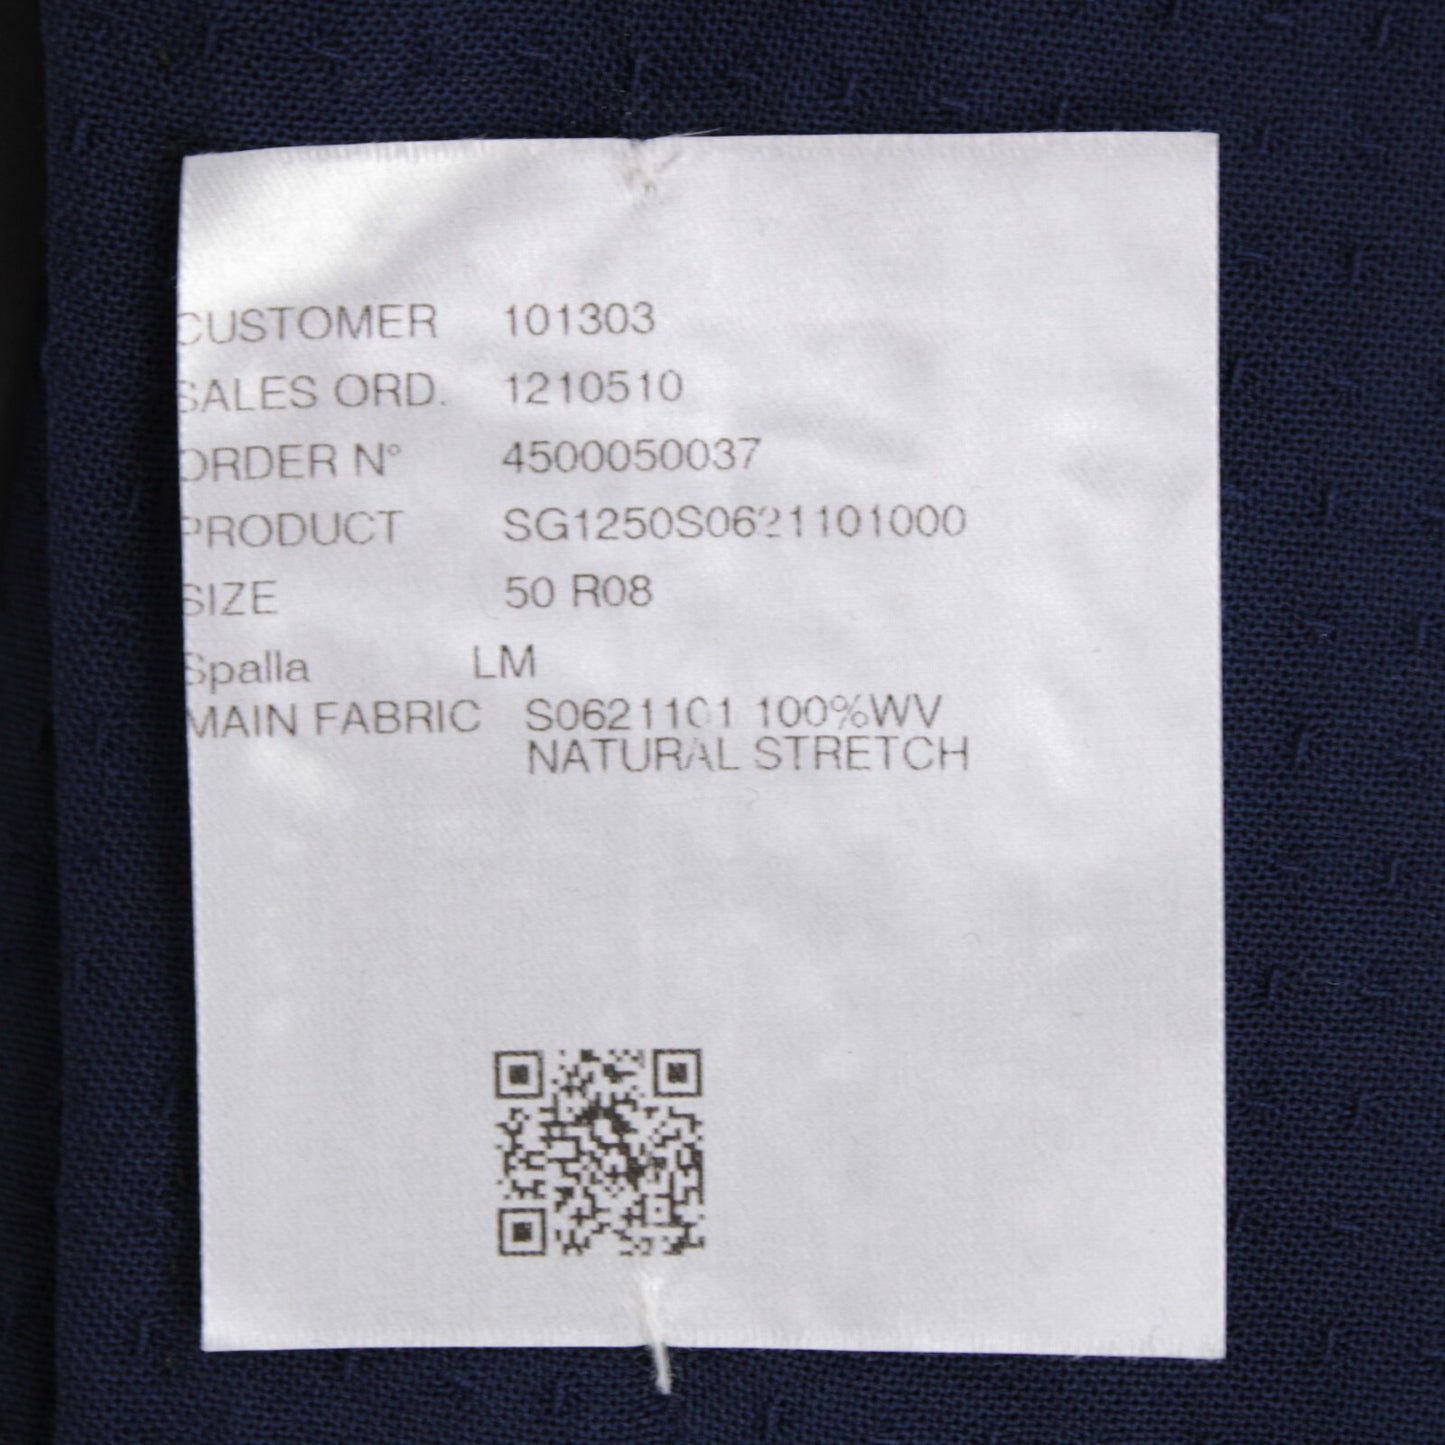 CUSTOMER 101303
SALES ORD. 1210510
ORDER N° 4500050037
PRODUCT SG1250S0621101000
SIZE 50 R08
Spalla LM
MAIN FABRIC S0621101 100%WV
NATURAL STRETCH